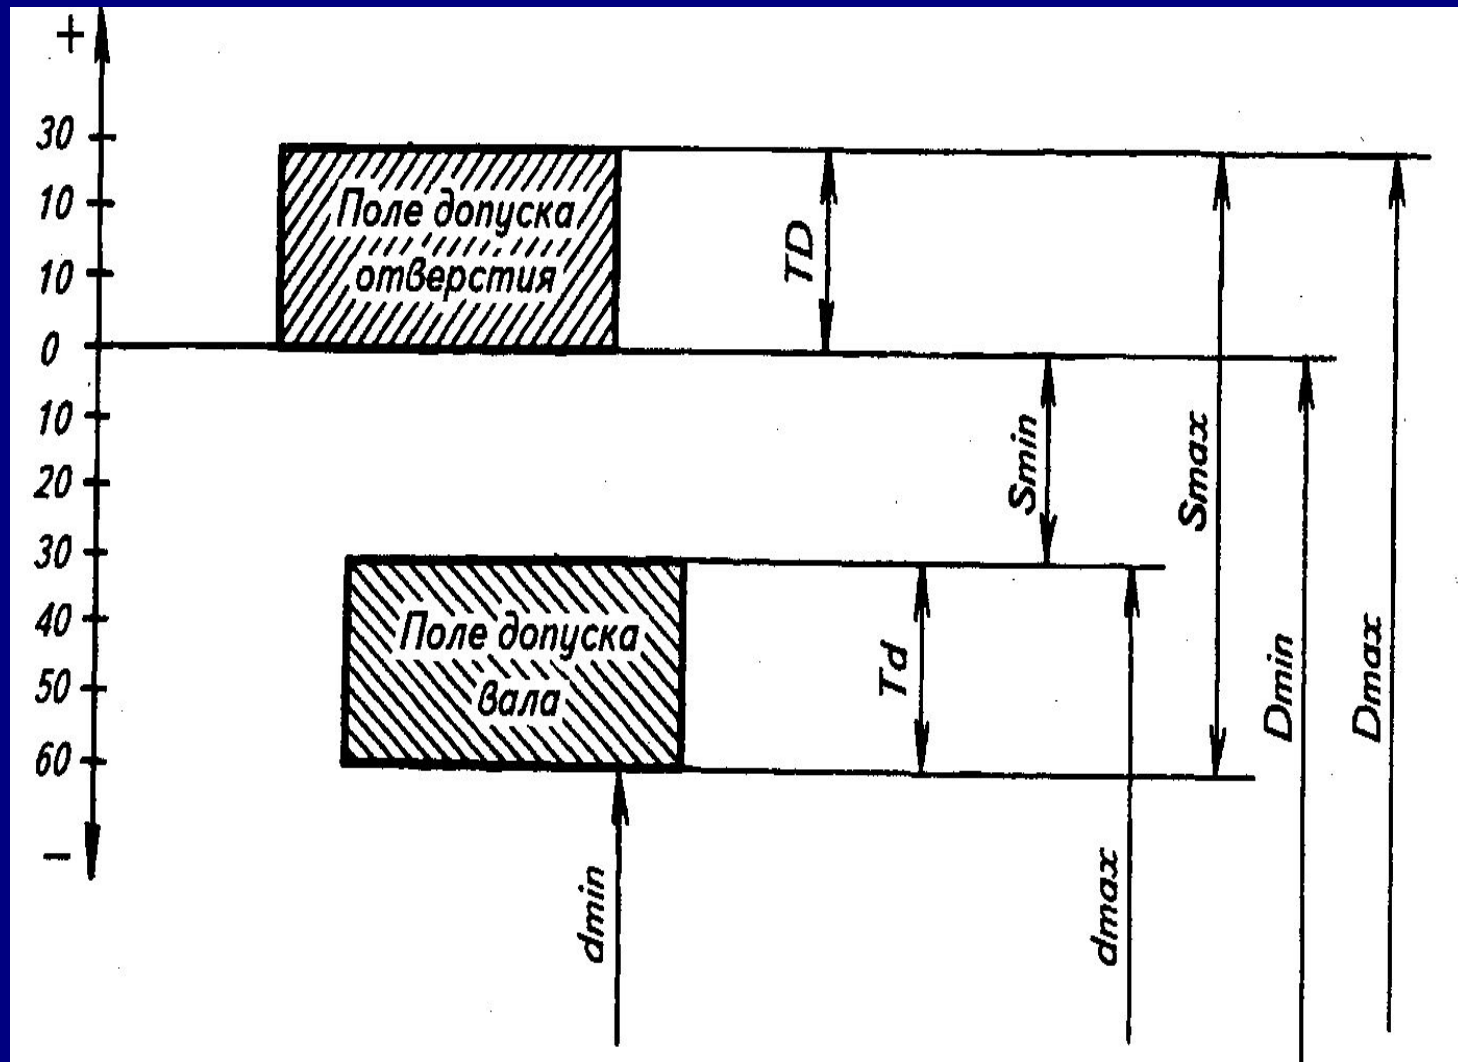 +
30
10
10
0
10
20
30
40
50
60
−
Поле допуска
отверстия
TD
Smin
Smax
Dmin
Dmax
Поле допуска
вала
Td
dmin
dmax